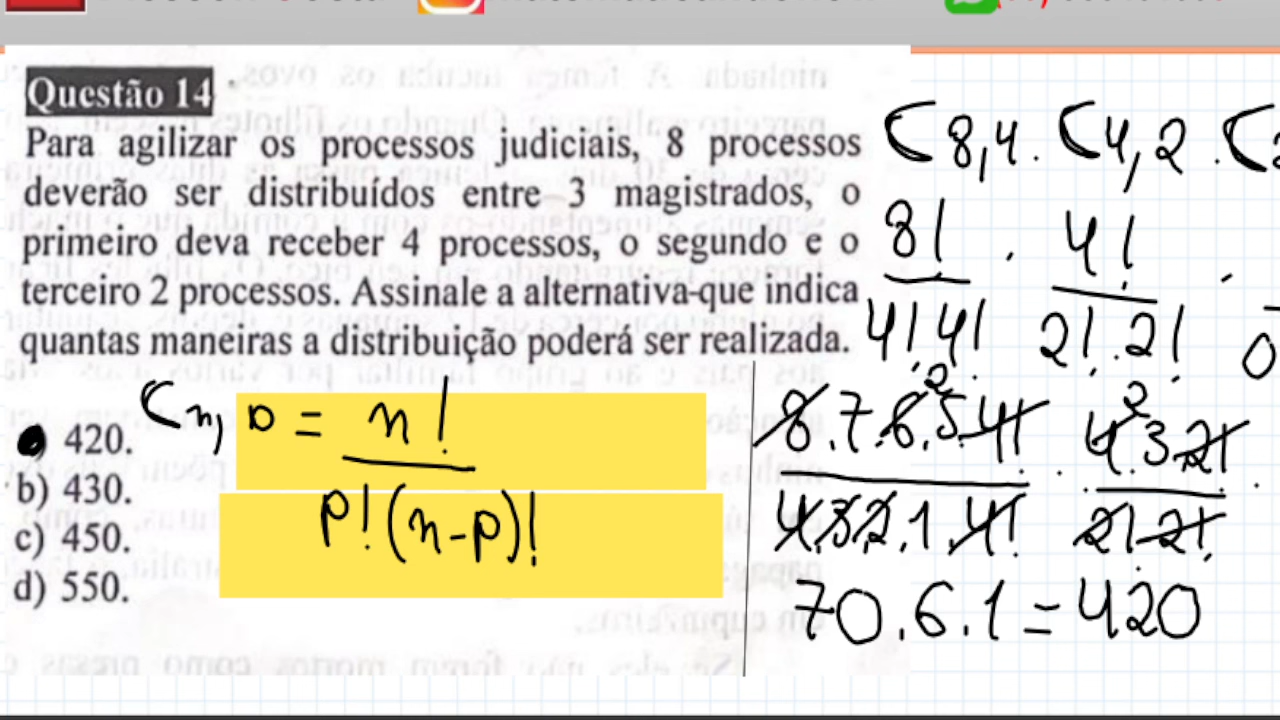 Questão 14
Para agilizar os processos judiciais, 8 processos
deverão ser distribuídos entre 3 magistrados, o
primeiro deva receber 4 processos, o segundo e o
terceiro 2 processos. Assinale a alternativa-que indica
quantas maneiras a distribuição poderá ser realizada.
420.
b) 430.
c) 450.
d) 550.
Cn,p = n!
p!(n-p)!
C8,4 . C4,2 . C2
8! . 4! .
4!4! 2!.2! 0
8.7.6.5.4! . 4.3.2! .
4.3.2.1.4! 2!.2!
70.6.1=420